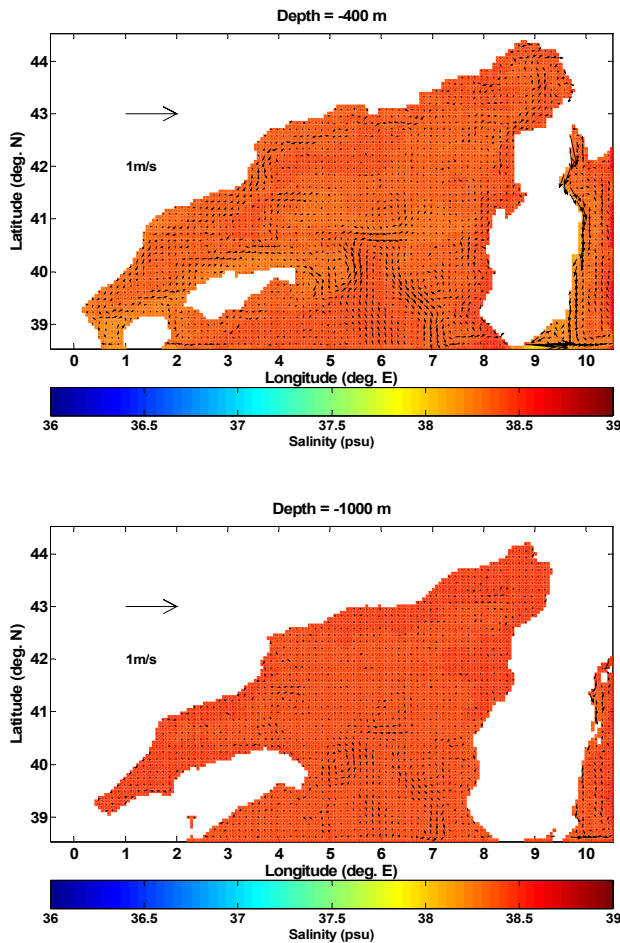 Depth = -400 m
44
43
42
41
40
39
Latitude (deg. N)
1m/s
0 1 2 3 4 5 6 7 8 9 10
Longitude (deg. E)
36 36.5 37 37.5 38 38.5 39
Salinity (psu)
Depth = -1000 m
44
43
42
41
40
39
Latitude (deg. N)
1m/s
0 1 2 3 4 5 6 7 8 9 10
Longitude (deg. E)
36 36.5 37 37.5 38 38.5 39
Salinity (psu)